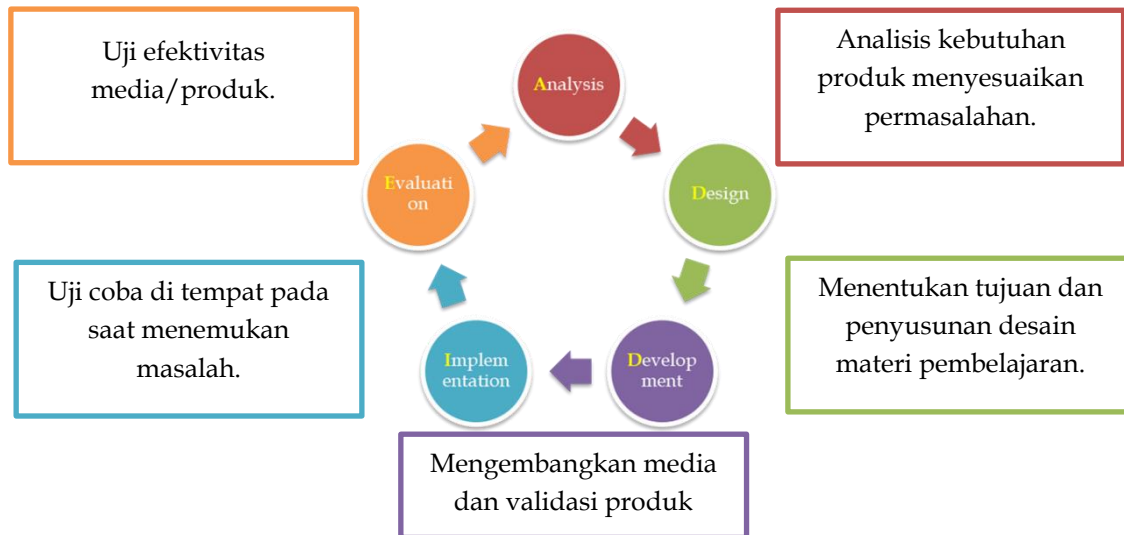 Uji efektivitas
media/produk.
Analysis
Analisis kebutuhan
produk menyesuaikan
permasalahan.
Evaluati
on
Design
Uji coba di tempat pada
saat menemukan
masalah.
Implem
entation
Develop
ment
Menentukan tujuan dan
penyusunan desain
materi pembelajaran.
Mengembangkan media
dan validasi produk